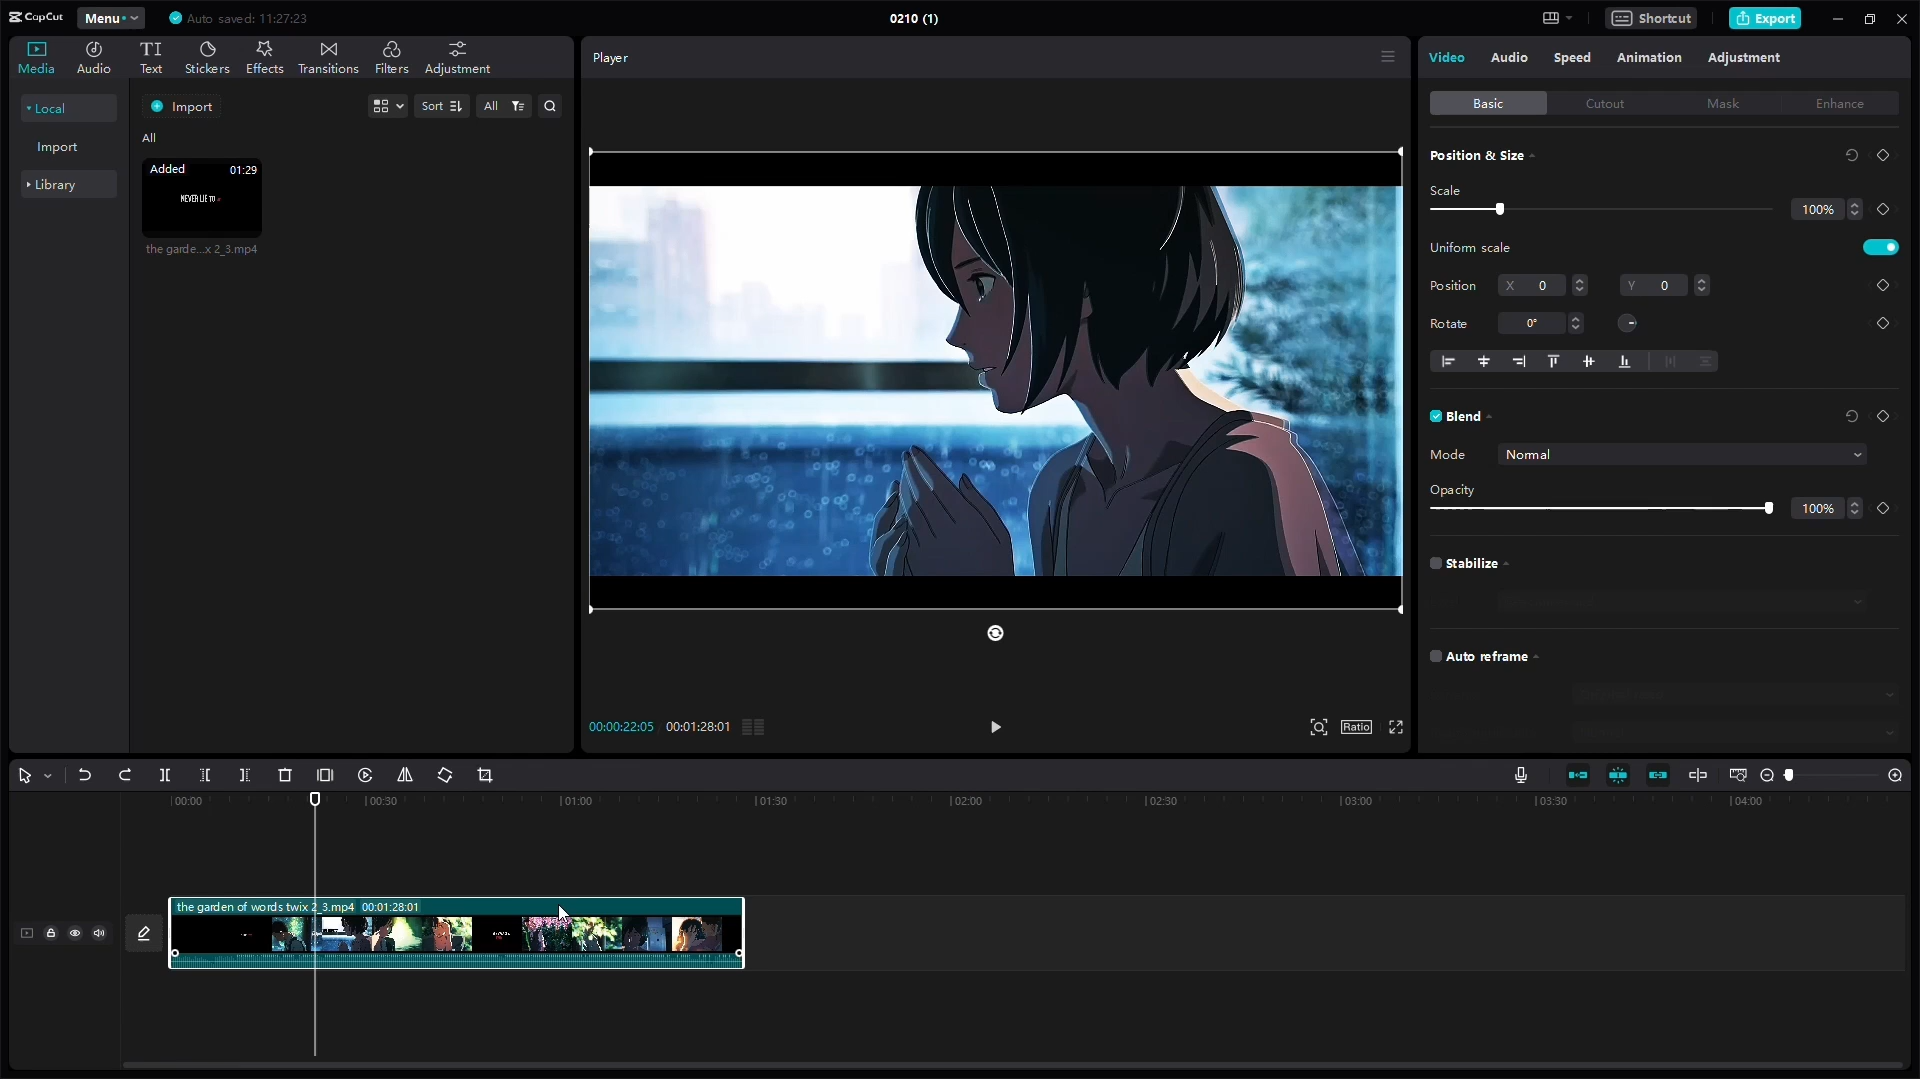 CapCut
Menu
Auto saved: 11:27:23
0210 (1)
Shortcut
Export
Media
Audio
Text
Stickers
Effects
Transitions
Filters
Adjustment
Local
Import
Library
Import
Sort
All
All
Added
01:29
NEVER LIE TO
the garde...x 2_3.mp4
Player
00:00:22:05
00:01:28:01
Ratio
Video
Audio
Speed
Animation
Adjustment
Basic
Cutout
Mask
Enhance
Position & Size
Scale
100%
Uniform scale
Position
X 0
Y 0
Rotate
0°
Blend
Mode
Normal
Opacity
100%
Stabilize
Auto reframe
00:00
00:30
01:00
01:30
02:00
02:30
03:00
03:30
04:00
the garden of words twix 2_3.mp4 00:01:28:01